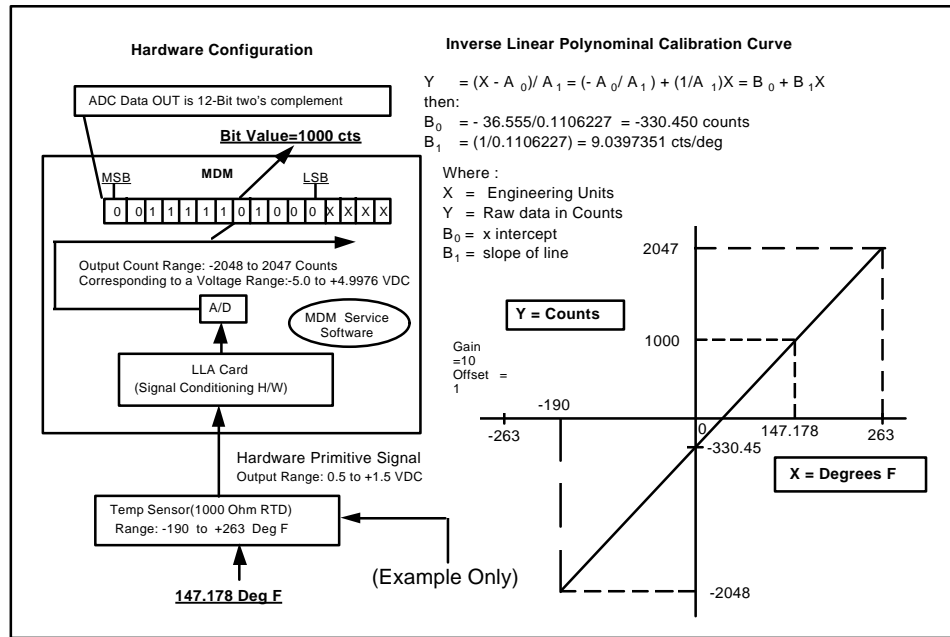 Hardware Configuration
ADC Data OUT is 12-Bit two's complement
Bit Value=1000 cts
MSB
MDM
LSB
0 0 1 1 1 1 1 0 1 0 0 0 X X X X
Output Count Range: -2048 to 2047 Counts
Corresponding to a Voltage Range:-5.0 to +4.9976 VDC
A/D
MDM Service
Software
LLA Card
(Signal Conditioning H/W)
Hardware Primitive Signal
Output Range: 0.5 to +1.5 VDC
Temp Sensor(1000 Ohm RTD)
Range: -190 to +263 Deg F
(Example Only)
147.178 Deg F
Inverse Linear Polynominal Calibration Curve
Y = (X - A 0)/ A 1 = (- A 0/ A 1 ) + (1/A 1)X = B 0 + B 1X
then:
B0 = - 36.555/0.1106227 = -330.450 counts
B1 = (1/0.1106227) = 9.0397351 cts/deg
Where :
X = Engineering Units
Y = Raw data in Counts
B0 = x intercept
B1 = slope of line
2047
Y = Counts
1000
Gain
=10
Offset =
1
-190
-263
0
147.178
263
-330.45
X = Degrees F
-2048